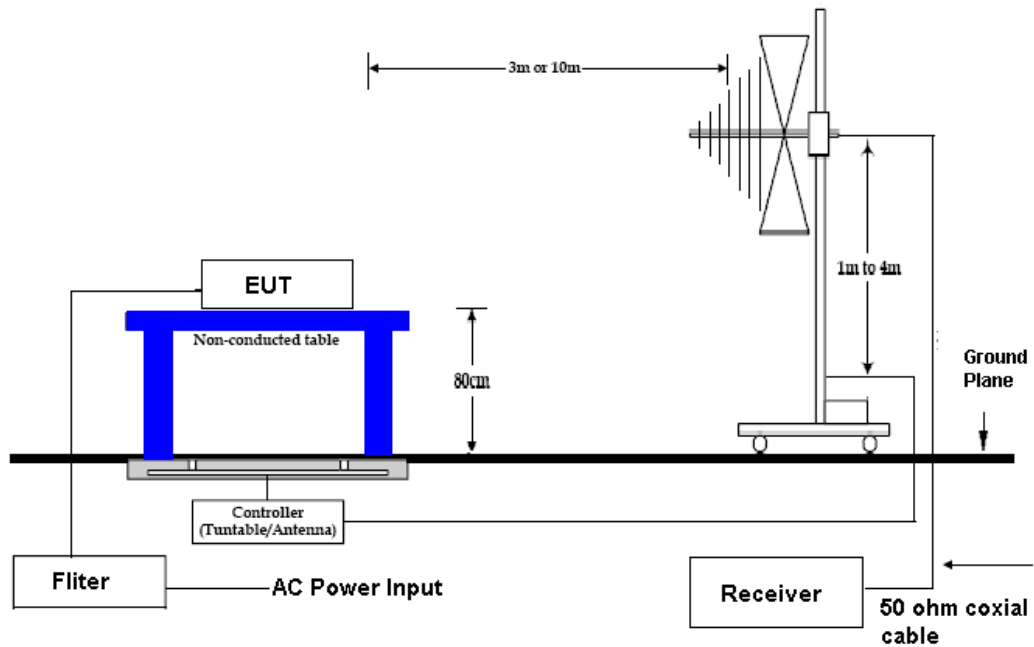 3m or 10m
EUT
Non-conducted table
80cm
1m to 4m
Ground
Plane
Controller
(Tuntable/Antenna)
Fliter
AC Power Input
Receiver
50 ohm coxial
cable